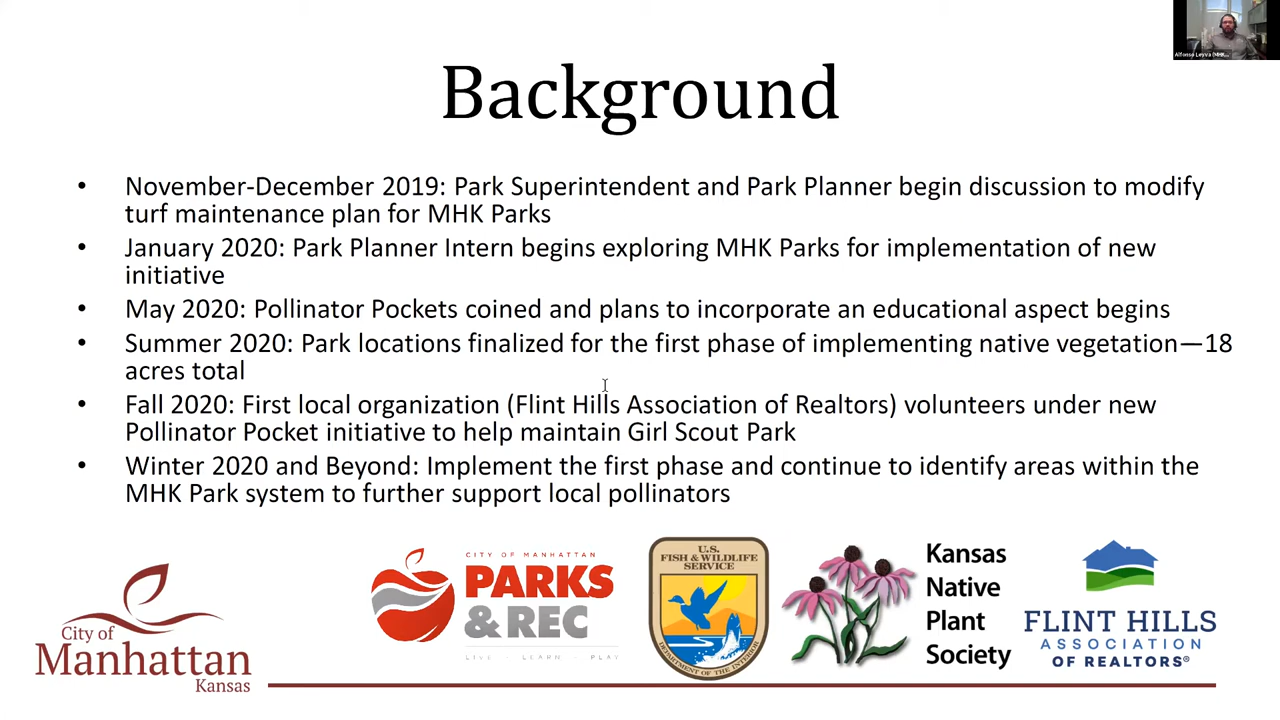 Alfonso Leyva (MHK...
Background
• November-December 2019: Park Superintendent and Park Planner begin discussion to modify
turf maintenance plan for MHK Parks
• January 2020: Park Planner Intern begins exploring MHK Parks for implementation of new
initiative
• May 2020: Pollinator Pockets coined and plans to incorporate an educational aspect begins
• Summer 2020: Park locations finalized for the first phase of implementing native vegetation—18
acres total
• Fall 2020: First local organization (Flint Hills Association of Realtors) volunteers under new
Pollinator Pocket initiative to help maintain Girl Scout Park
• Winter 2020 and Beyond: Implement the first phase and continue to identify areas within the
MHK Park system to further support local pollinators
City of
Manhattan
Kansas
CITY OF MANHATTAN
PARKS
& REC
LIVE – LEARN – PLAY
U.S.
FISH & WILDLIFE
SERVICE
DEPARTMENT OF THE INTERIOR
Kansas
Native
Plant
Society
FLINT HILLS
ASSOCIATION
OF REALTORS®